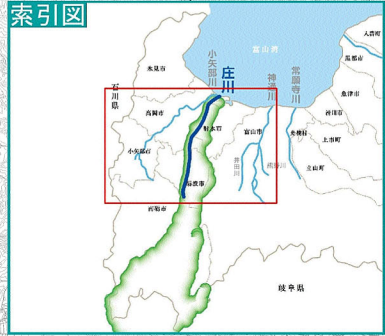 索引図
入善町
富山湾
小矢部川
庄川
神通川
常願寺川
黒部市
氷見市
石川県
魚津市
滑川市
高岡市
射水市
富山市
舟橋村
上市町
小矢部市
井田川
熊野川
立山町
砺波市
南砺市
岐阜県